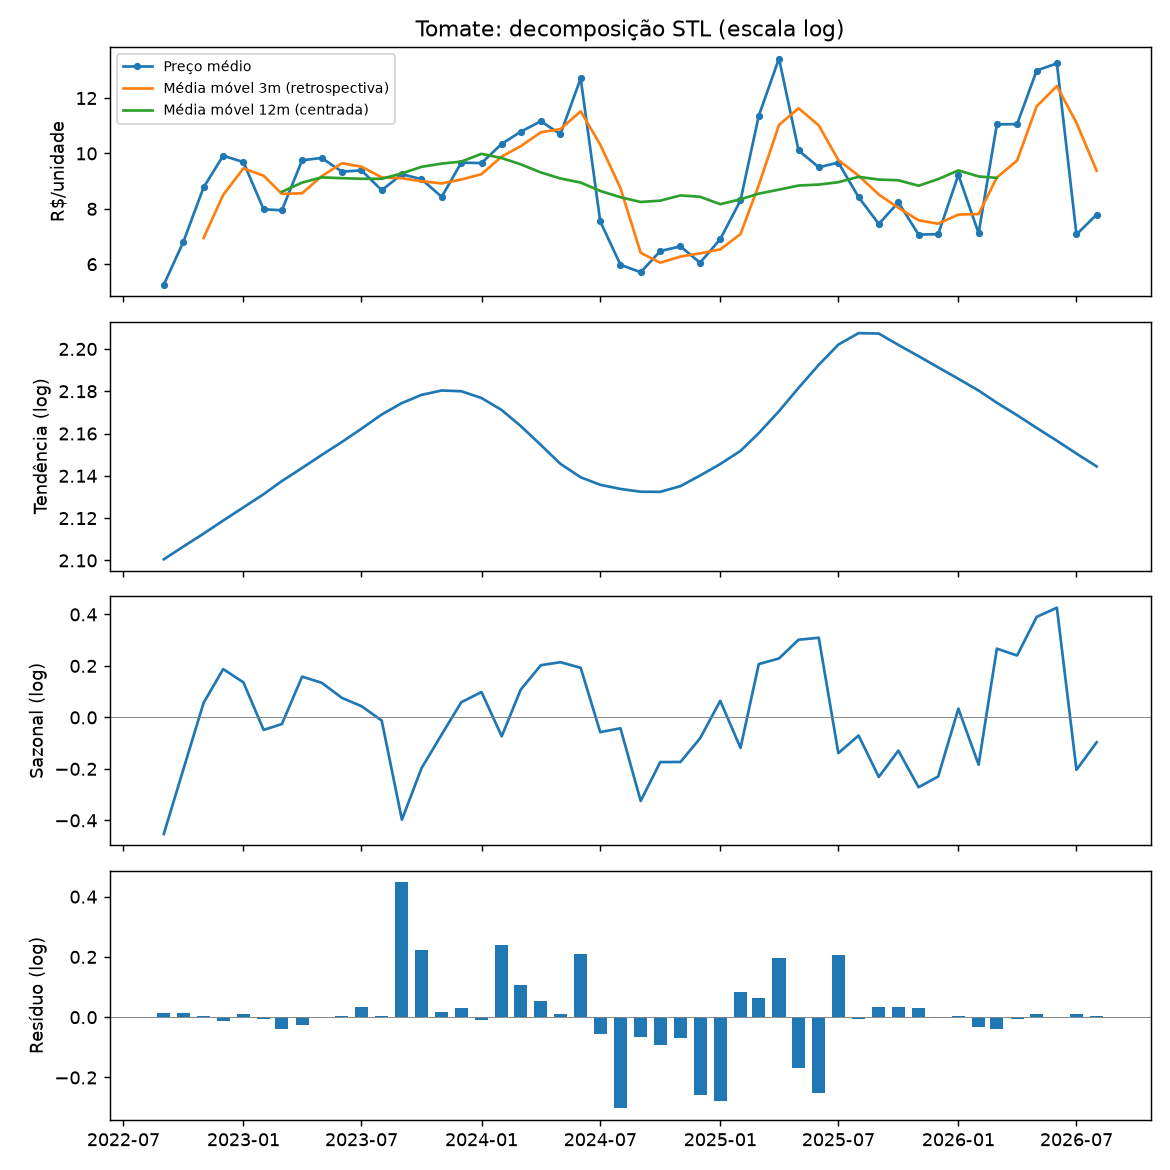 Tomate: decomposição STL (escala log)
Preço médio
Média móvel 3m (retrospectiva)
Média móvel 12m (centrada)
R$/unidade
12
10
8
6
Tendência (log)
2.20
2.18
2.16
2.14
2.12
2.10
Sazonal (log)
0.4
0.2
0.0
−0.2
−0.4
Resíduo (log)
0.4
0.2
0.0
−0.2
2022-07 2023-01 2023-07 2024-01 2024-07 2025-01 2025-07 2026-01 2026-07